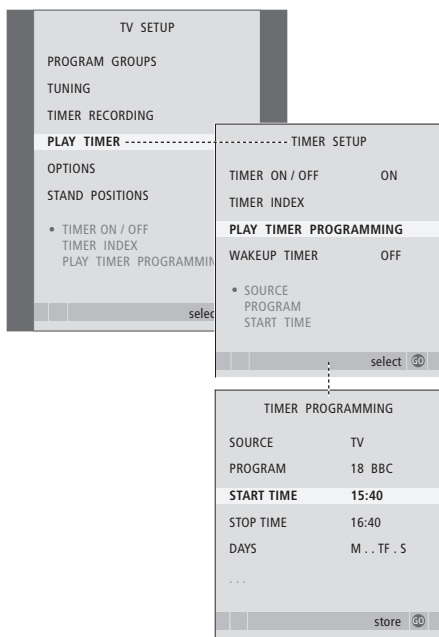 TV SETUP
PROGRAM GROUPS
TUNING
TIMER RECORDING
PLAY TIMER
OPTIONS
STAND POSITIONS
• TIMER ON / OFF
TIMER INDEX
PLAY TIMER PROGRAMMIN
selec
TIMER SETUP
TIMER ON / OFF ON
TIMER INDEX
PLAY TIMER PROGRAMMING
WAKEUP TIMER OFF
• SOURCE
PROGRAM
START TIME
select GO
TIMER PROGRAMMING
SOURCE TV
PROGRAM 18 BBC
START TIME 15:40
STOP TIME 16:40
DAYS M . . TF . S
. . .
store GO